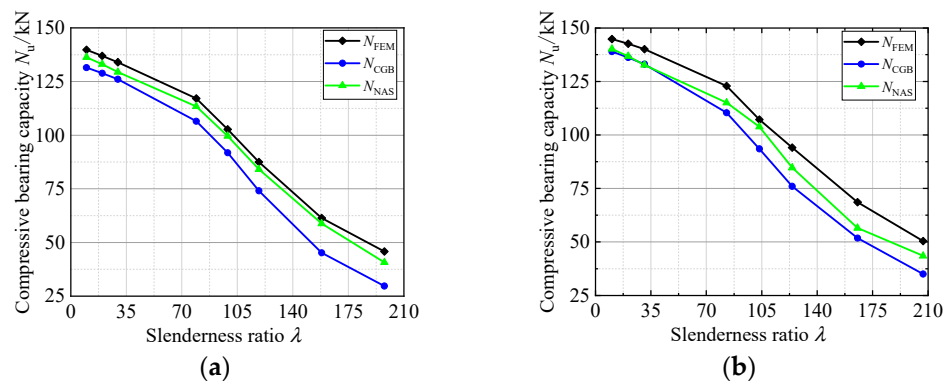 Compressive bearing capacity Nu/kN
150
125
100
75
50
25
0 35 70 105 140 175 210
Slenderness ratio λ
NFEM
NCGB
NNAS
(a)
Compressive bearing capacity Nu/kN
150
125
100
75
50
25
0 35 70 105 140 175 210
Slenderness ratio λ
NFEM
NCGB
NNAS
(b)